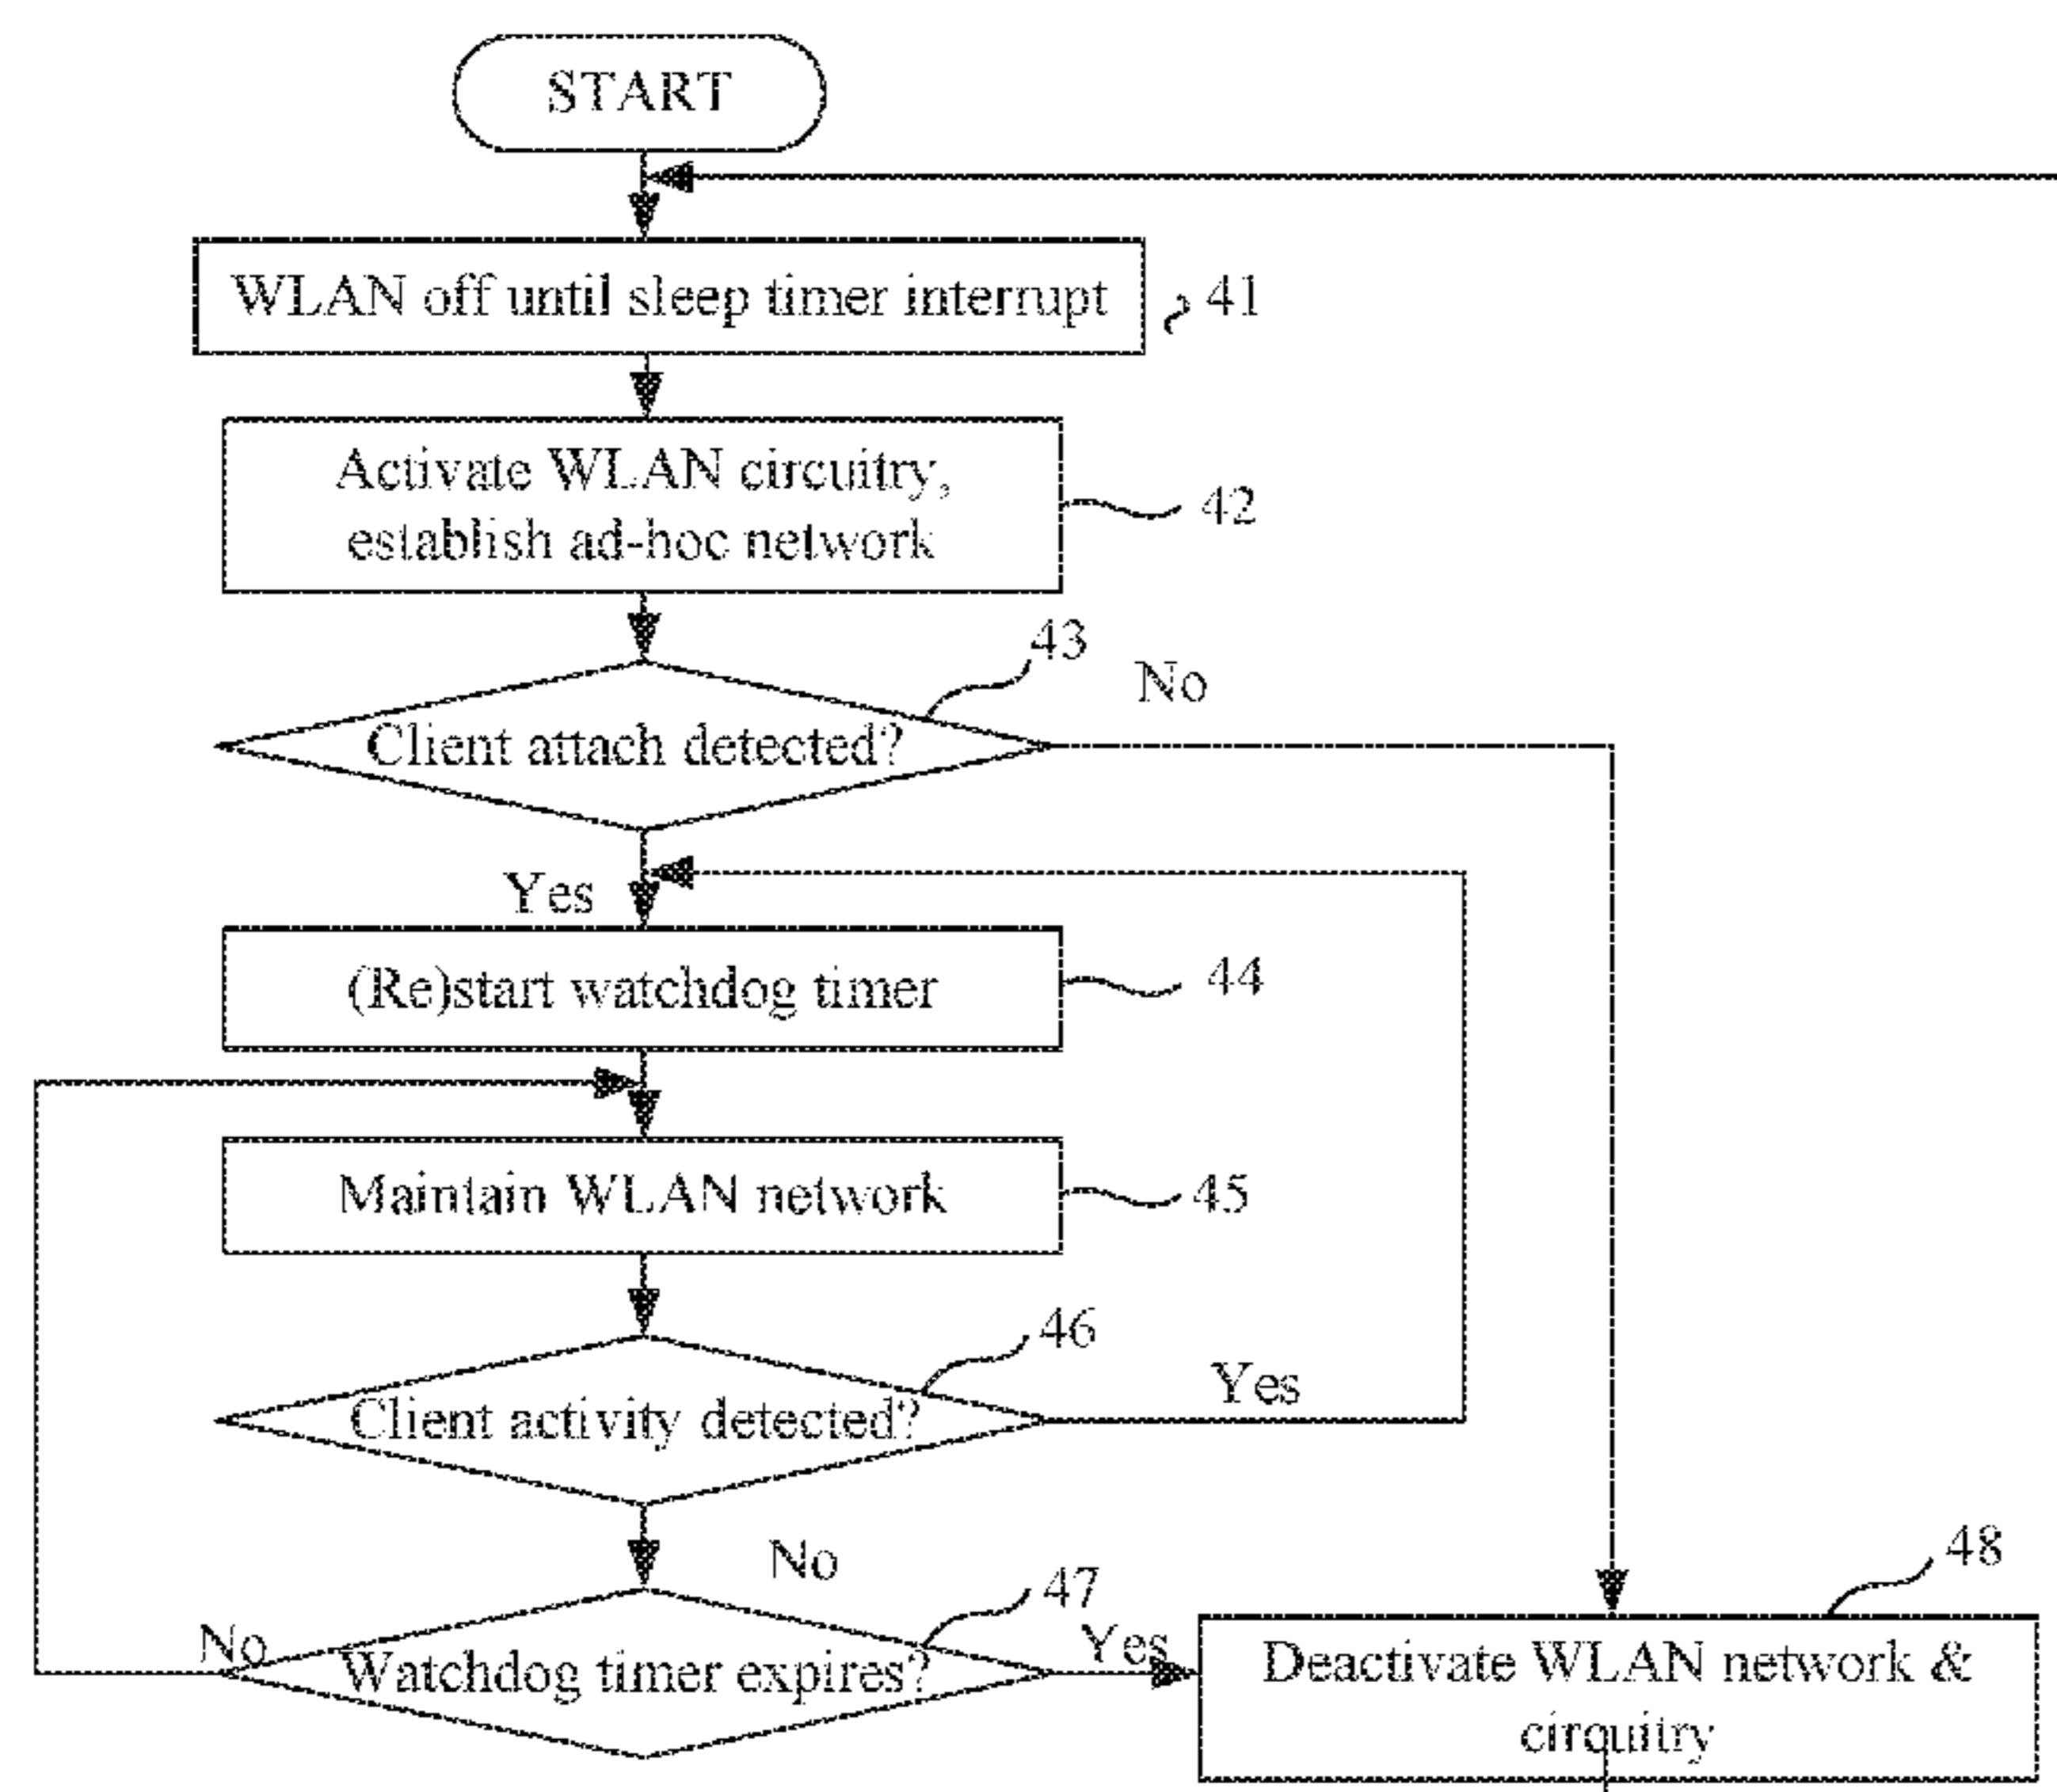 START
WLAN off until sleep timer interrupt
41
Activate WLAN circuitry,
establish ad-hoc network
42
43
No
Client attach detected?
Yes
(Re)start watchdog timer
44
Maintain WLAN network
45
46
Yes
Client activity detected?
No
47
48
No
Watchdog timer expires?
Yes
Deactivate WLAN network &
circuitry